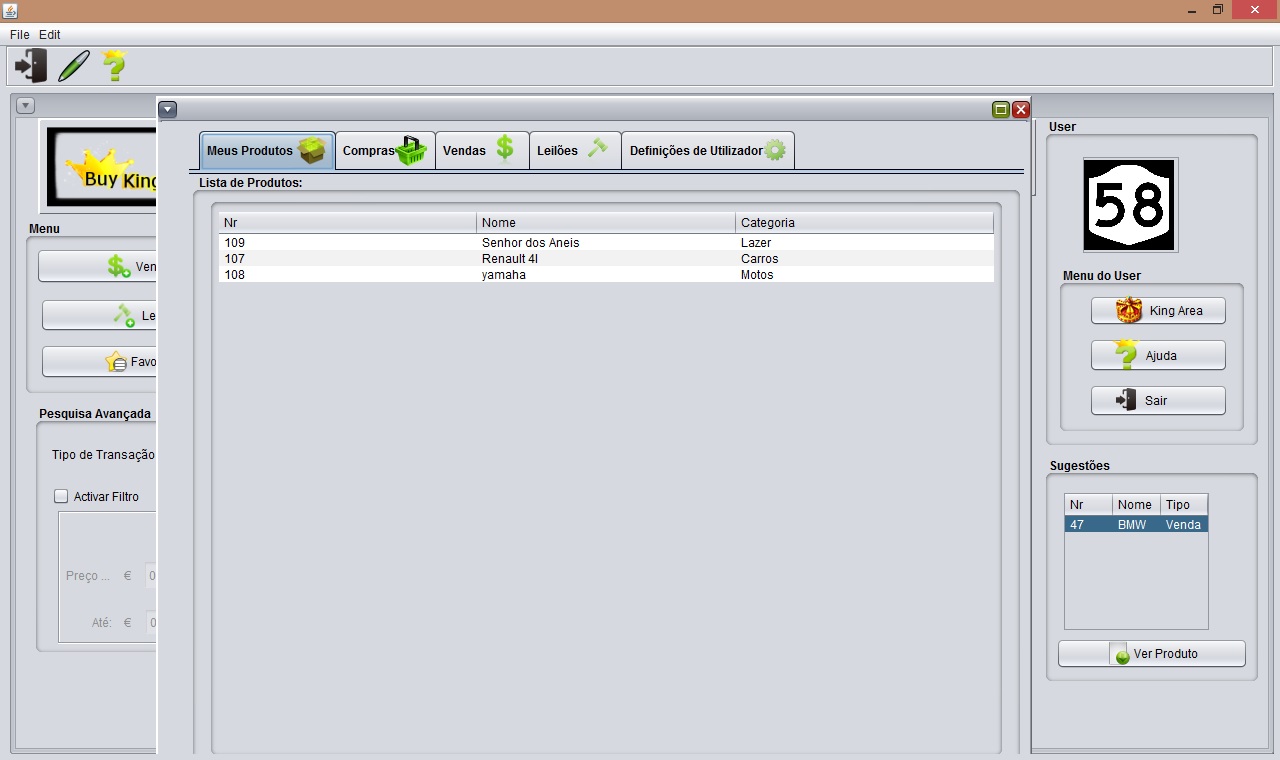 File Edit
Buy King
Menu
Ven
Le
Favo
Pesquisa Avançada
Tipo de Transação
Activar Filtro
Preço ... € 0
Até: € 0
Meus Produtos Compras Vendas Leilões Definições de Utilizador
Lista de Produtos:
Nr Nome Categoria
109 Senhor dos Aneis Lazer
107 Renault 4l Carros
108 yamaha Motos
User
58
Menu do User
King Area
Ajuda
Sair
Sugestões
Nr Nome Tipo
47 BMW Venda
Ver Produto